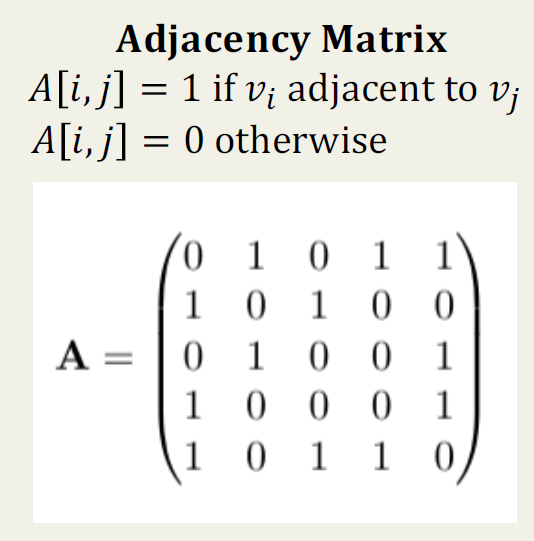 Adjacency Matrix
A[i, j] = 1 if vᵢ adjacent to vⱼ
A[i, j] = 0 otherwise
0 1 0 1 1
1 0 1 0 0
A = 0 1 0 0 1
1 0 0 0 1
1 0 1 1 0